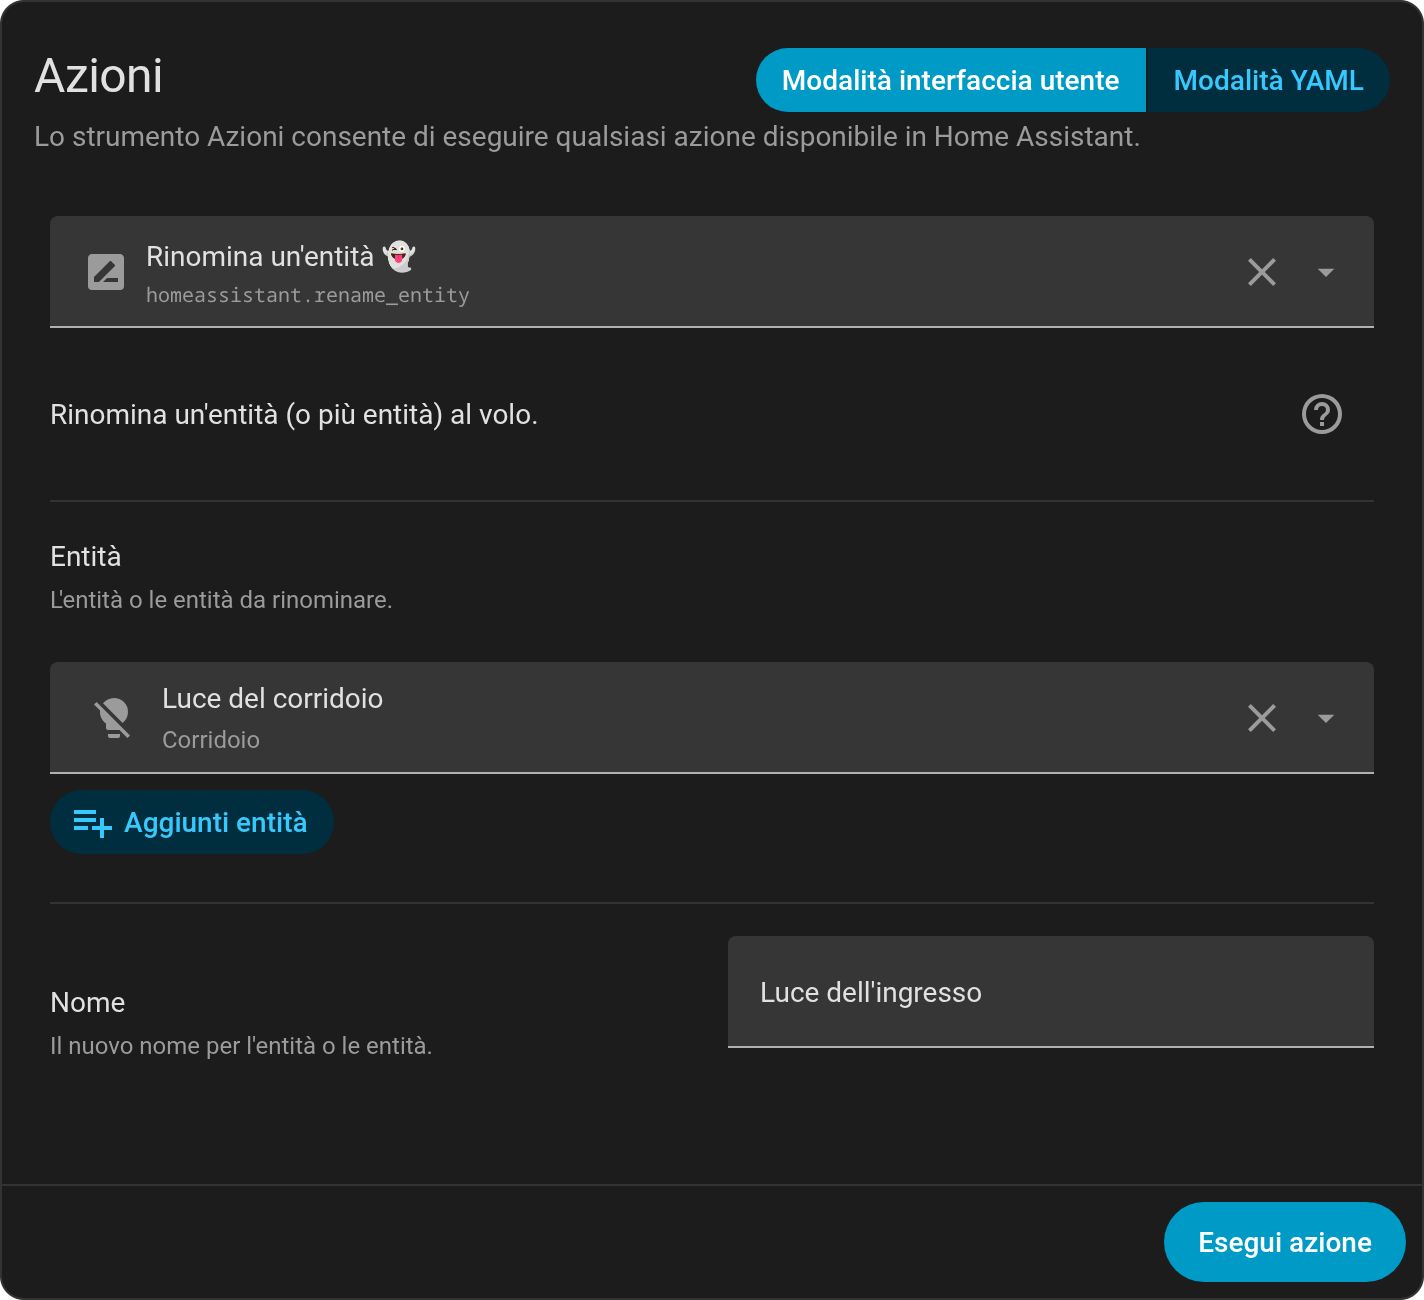 Azioni
Modalità interfaccia utente
Modalità YAML
Lo strumento Azioni consente di eseguire qualsiasi azione disponibile in Home Assistant.
Rinomina un'entità 👻
homeassistant.rename_entity
Rinomina un'entità (o più entità) al volo.
Entità
L'entità o le entità da rinominare.
Luce del corridoio
Corridoio
Aggiunti entità
Nome
Il nuovo nome per l'entità o le entità.
Luce dell'ingresso
Esegui azione